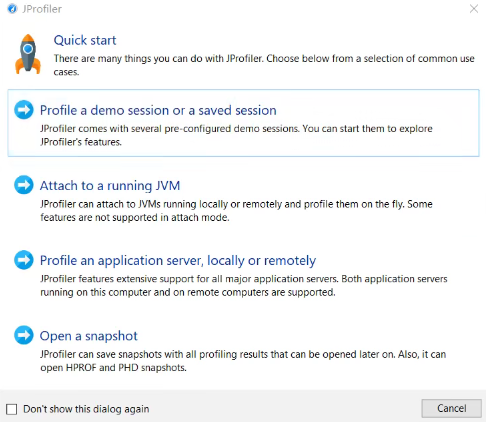 JProfiler
Quick start
There are many things you can do with JProfiler. Choose below from a selection of common use
cases.
Profile a demo session or a saved session
JProfiler comes with several pre-configured demo sessions. You can start them to explore
JProfiler's features.
Attach to a running JVM
JProfiler can attach to JVMs running locally or remotely and profile them on the fly. Some
features are not supported in attach mode.
Profile an application server, locally or remotely
JProfiler features extensive support for all major application servers. Both application servers
running on this computer and on remote computers are supported.
Open a snapshot
JProfiler can save snapshots with all profiling results that can be opened later on. Also, it can
open HPROF and PHD snapshots.
Don't show this dialog again
Cancel